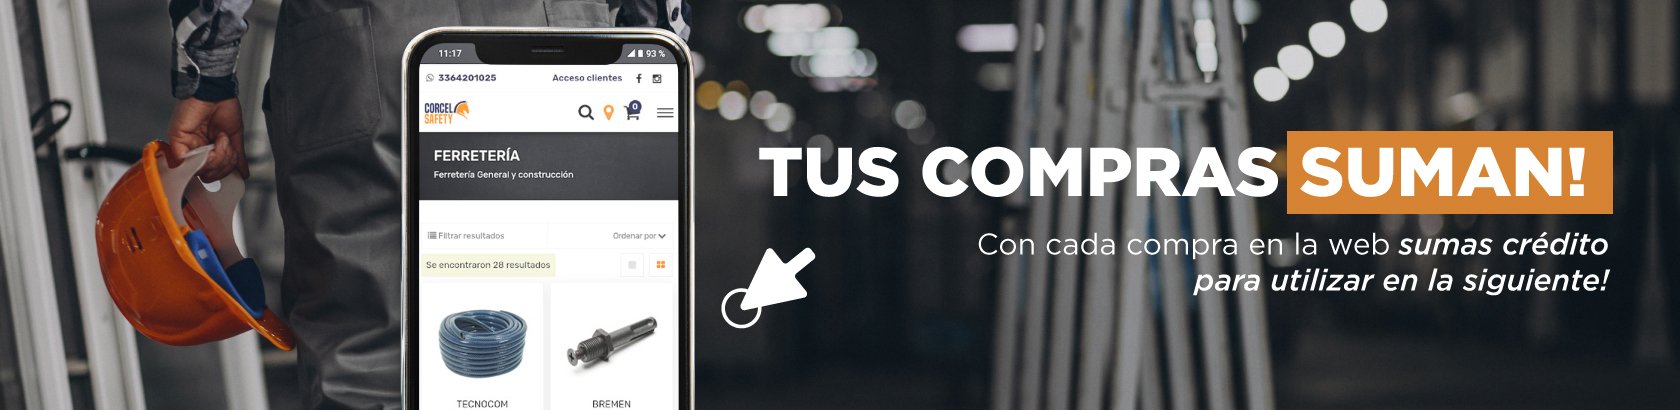 11:17
93 %
3364201025
Acceso clientes
CORCEL
SAFETY
0
FERRETERÍA
Ferretería General y construcción
Filtrar resultados
Ordenar por
Se encontraron 28 resultados
TECNOCOM
BREMEN
TUS COMPRAS SUMAN!
Con cada compra en la web sumas crédito
para utilizar en la siguiente!